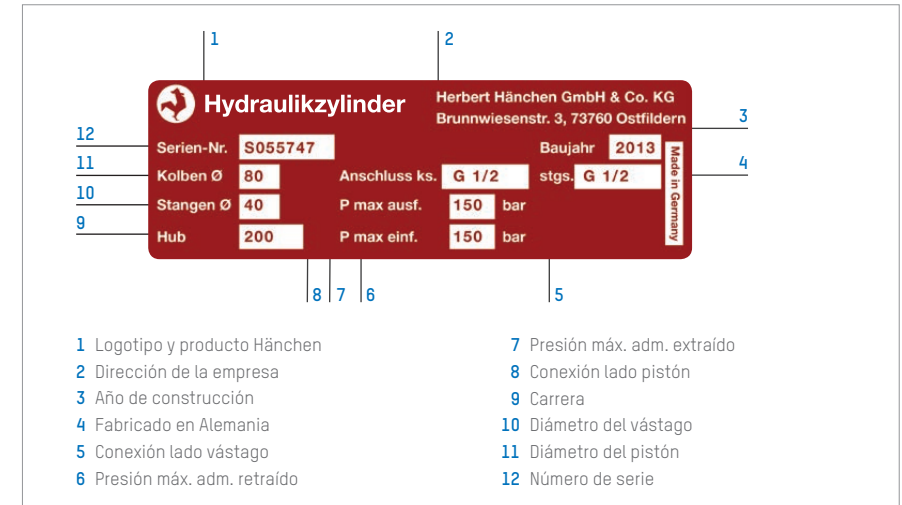 1
2
Hydraulikzylinder
Herbert Hänchen GmbH & Co. KG
Brunnwiesenstr. 3, 73760 Ostfildern
3
12
Serien-Nr. S055747 Baujahr 2013
11
Kolben Ø 80 Anschluss ks. G 1/2 stgs. G 1/2
4
10
Stangen Ø 40 P max ausf. 150 bar
9
Hub 200 P max einf. 150 bar
Made in Germany
8 7 6 5
1 Logotipo y producto Hänchen
2 Dirección de la empresa
3 Año de construcción
4 Fabricado en Alemania
5 Conexión lado vástago
6 Presión máx. adm. retraído
7 Presión máx. adm. extraído
8 Conexión lado pistón
9 Carrera
10 Diámetro del vástago
11 Diámetro del pistón
12 Número de serie